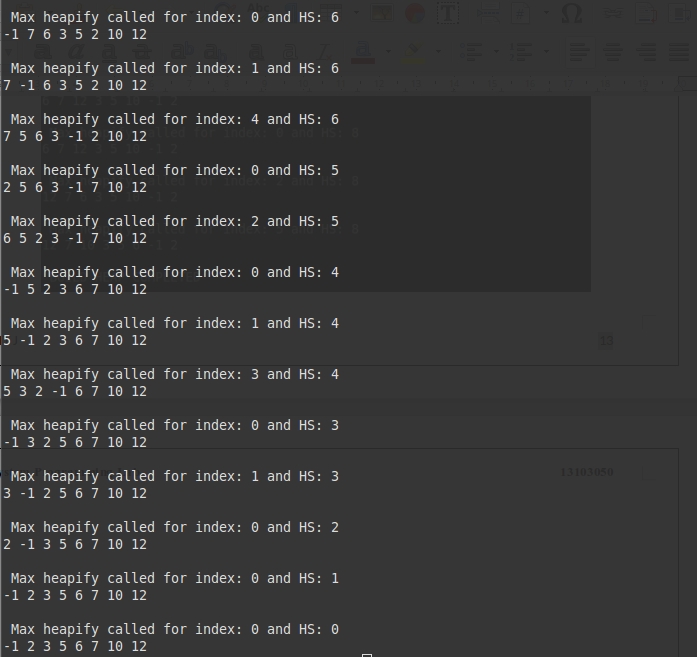 Max heapify called for index: 0 and HS: 6
-1 7 6 3 5 2 10 12
Max heapify called for index: 1 and HS: 6
7 -1 6 3 5 2 10 12
Max heapify called for index: 4 and HS: 6
7 5 6 3 -1 2 10 12
Max heapify called for index: 0 and HS: 5
2 5 6 3 -1 7 10 12
Max heapify called for index: 2 and HS: 5
6 5 2 3 -1 7 10 12
Max heapify called for index: 0 and HS: 4
-1 5 2 3 6 7 10 12
Max heapify called for index: 1 and HS: 4
5 -1 2 3 6 7 10 12
13
Max heapify called for index: 3 and HS: 4
5 3 2 -1 6 7 10 12
Max heapify called for index: 0 and HS: 3
-1 3 2 5 6 7 10 12
Max heapify called for index: 1 and HS: 3
13103050
3 -1 2 5 6 7 10 12
Max heapify called for index: 0 and HS: 2
2 -1 3 5 6 7 10 12
Max heapify called for index: 0 and HS: 1
-1 2 3 5 6 7 10 12
Max heapify called for index: 0 and HS: 0
-1 2 3 5 6 7 10 12